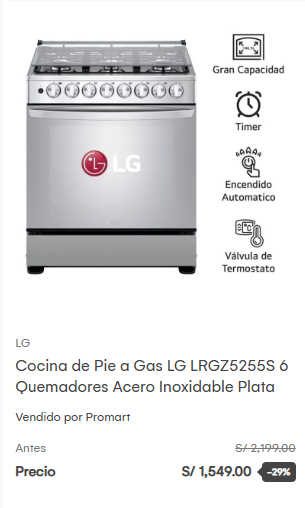 Gran Capacidad
Timer
LG
Encendido
Automatico
Válvula de
Termostato
LG
Cocina de Pie a Gas LG LRGZ5255S 6
Quemadores Acero Inoxidable Plata
Vendido por Promart
Antes S/ 2,199.00
Precio S/ 1,549.00 -29%